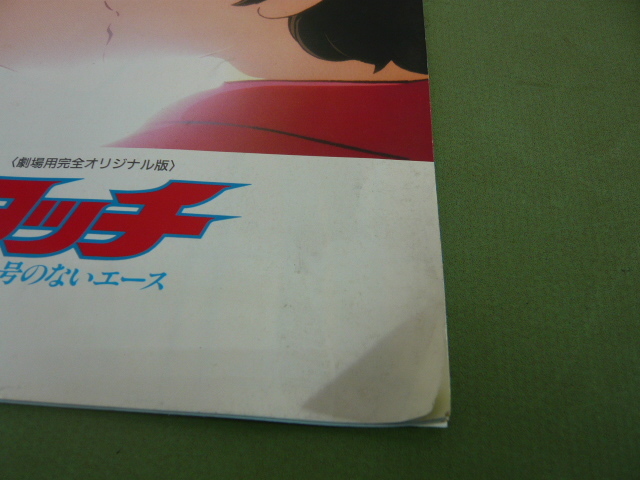 〈劇場用完全オリジナル版〉
ッチ
号のないエース